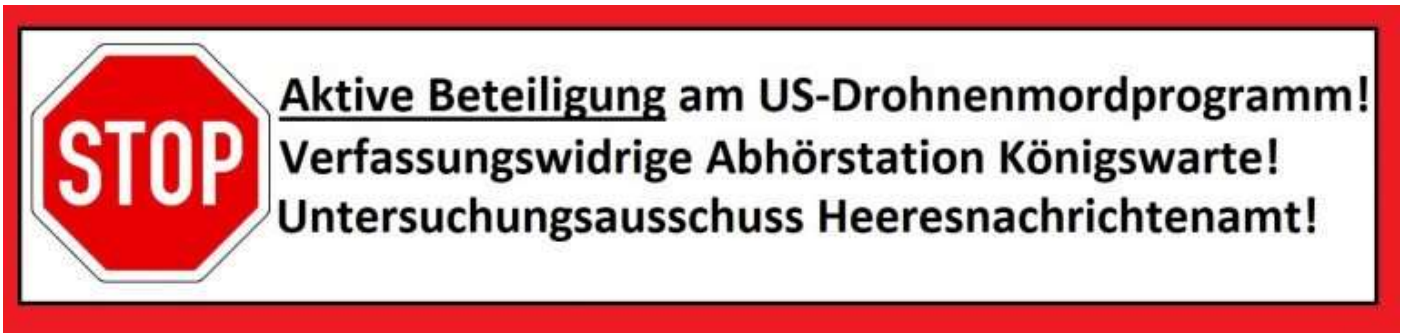 STOP
Aktive Beteiligung am US-Drohnenmordprogramm!
Verfassungswidrige Abhörstation Königswarte!
Untersuchungsausschuss Heeresnachrichtenamt!